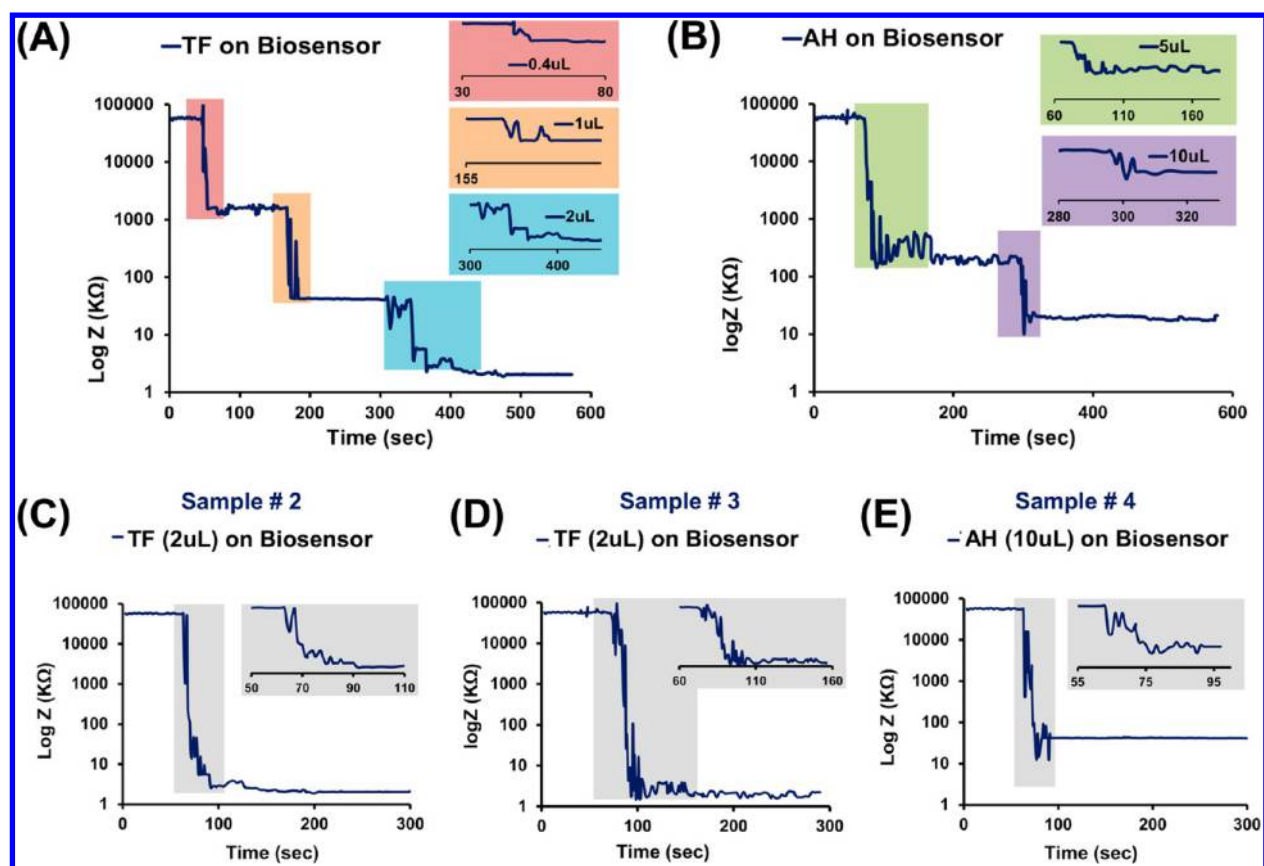 (A)
TF on Biosensor
0.4uL
30 80
1uL
155
2uL
300 400
100000
10000
1000
100
10
1
Log Z (KΩ)
0 100 200 300 400 500 600
Time (sec)
(B)
AH on Biosensor
5uL
60 110 160
10uL
280 300 320
100000
10000
1000
100
10
1
logZ (KΩ)
0 200 400 600
Time (sec)
(C)
Sample # 2
TF (2uL) on Biosensor
50 70 90 110
100000
10000
1000
100
10
1
Log Z (KΩ)
0 100 200 300
Time (sec)
(D)
Sample # 3
TF (2uL) on Biosensor
60 110 160
100000
10000
1000
100
10
1
logZ (KΩ)
0 100 200 300
Time (sec)
(E)
Sample # 4
AH (10uL) on Biosensor
55 75 95
100000
10000
1000
100
10
1
Log Z (KΩ)
0 100 200 300
Time (sec)